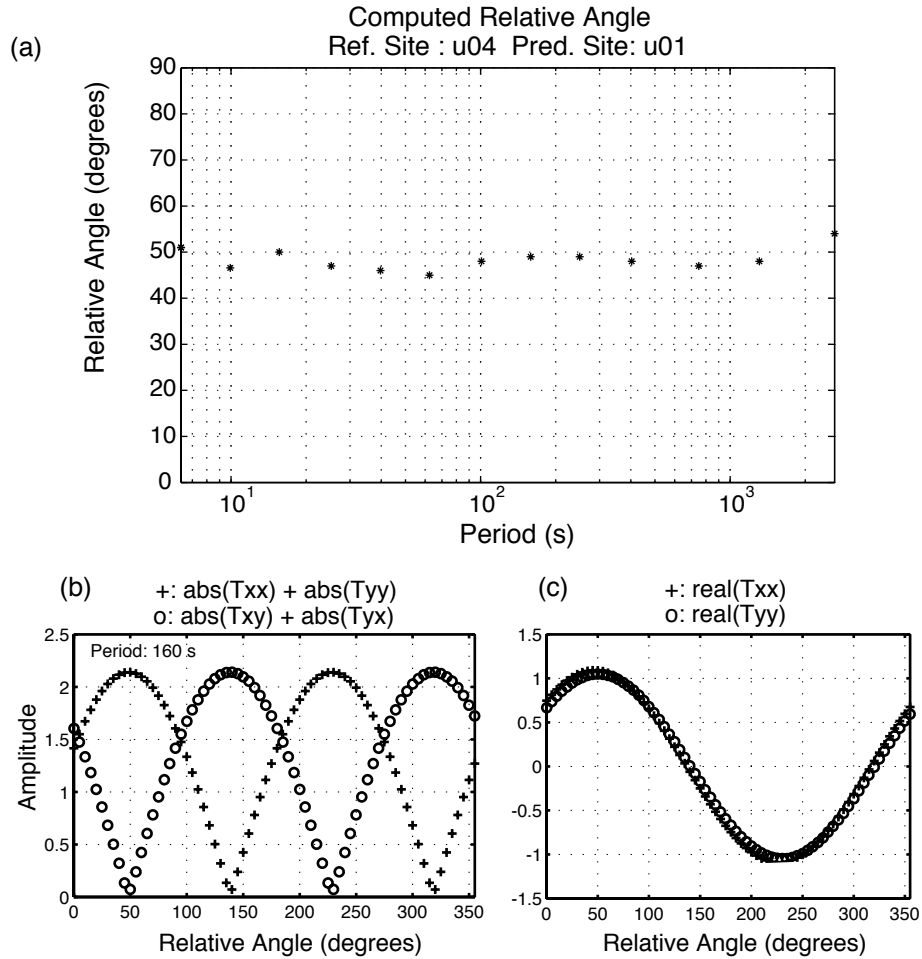 Computed Relative Angle
(a)
Ref. Site : u04 Pred. Site: u01
Relative Angle (degrees)
90
80
70
60
50
40
30
20
10
0
10^1
10^2
10^3
Period (s)
(b)
+: abs(Txx) + abs(Tyy)
o: abs(Txy) + abs(Tyx)
Period: 160 s
Amplitude
2.5
2
1.5
1
0.5
0
0 50 100 150 200 250 300 350
Relative Angle (degrees)
(c)
+: real(Txx)
o: real(Tyy)
1.5
1
0.5
0
-0.5
-1
-1.5
0 50 100 150 200 250 300 350
Relative Angle (degrees)